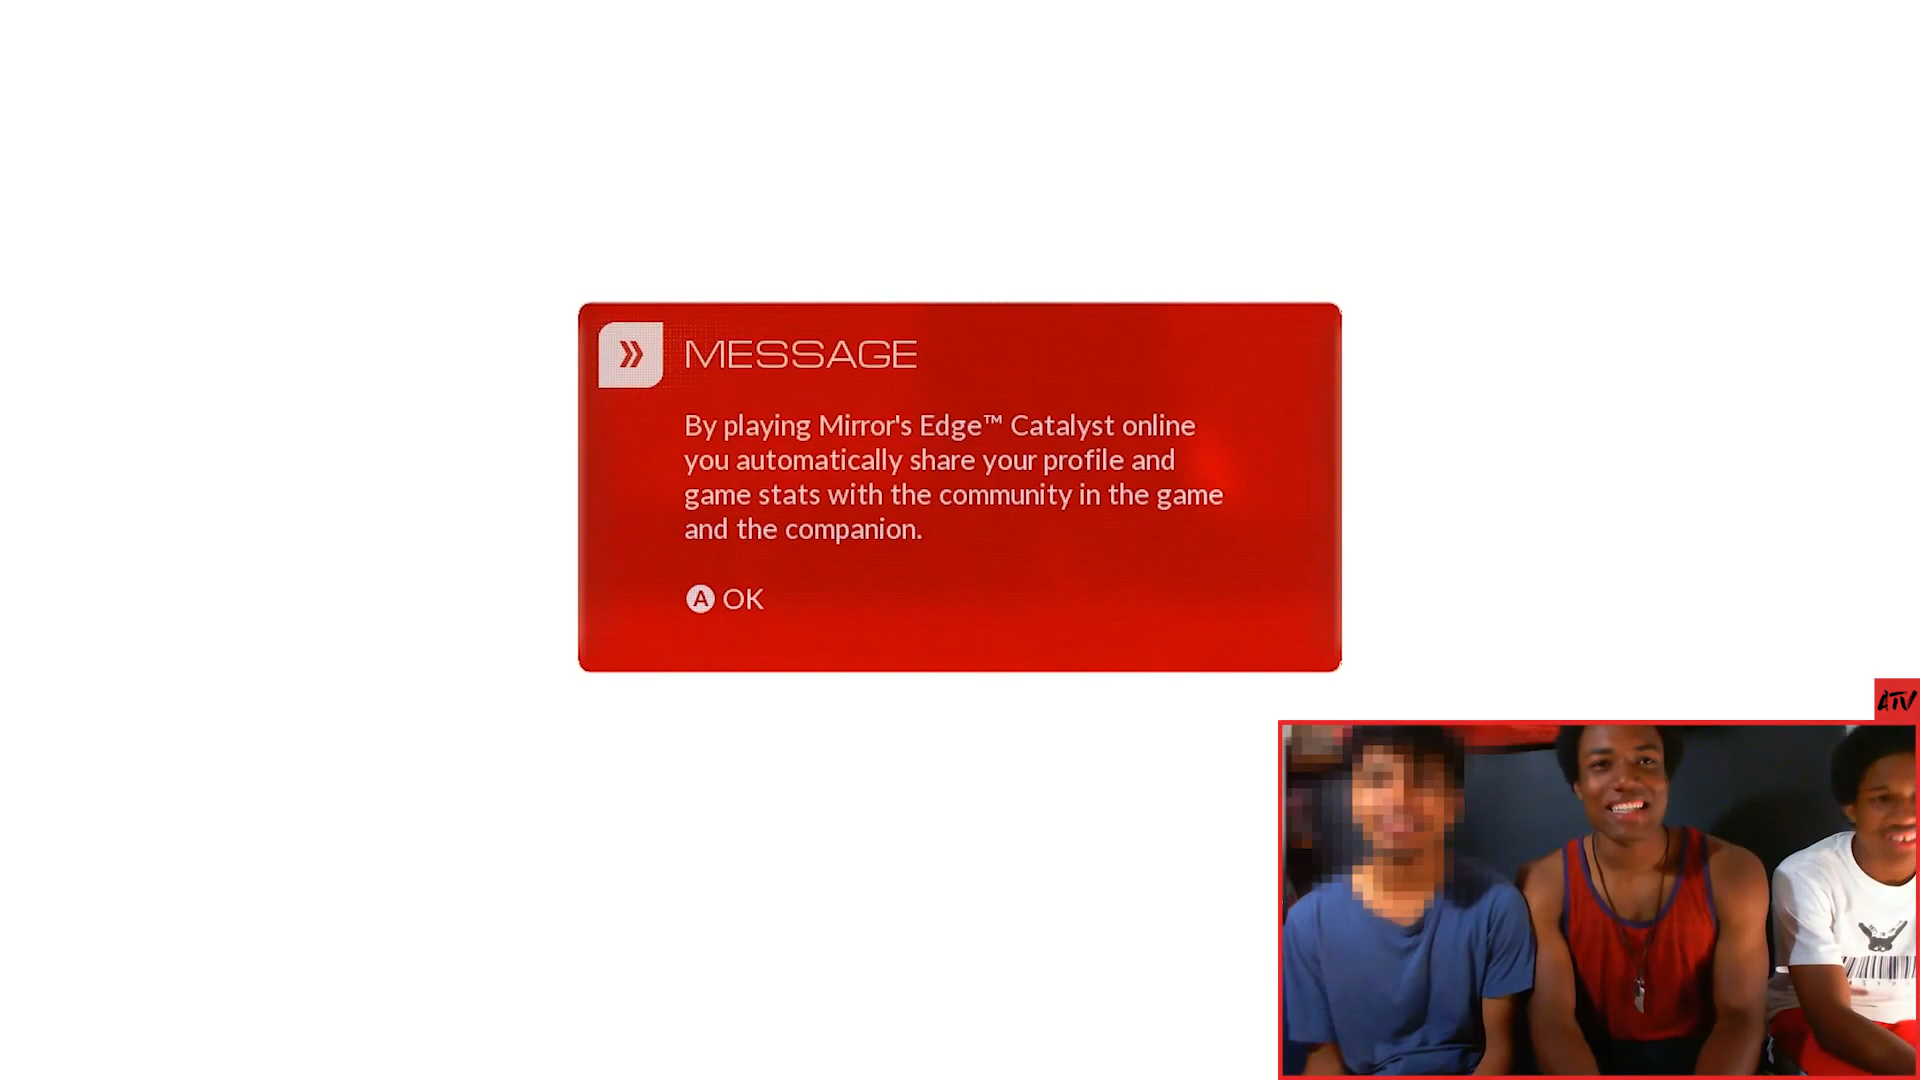 MESSAGE
By playing Mirror's Edge™ Catalyst online
you automatically share your profile and
game stats with the community in the game
and the companion.
A OK
ATV